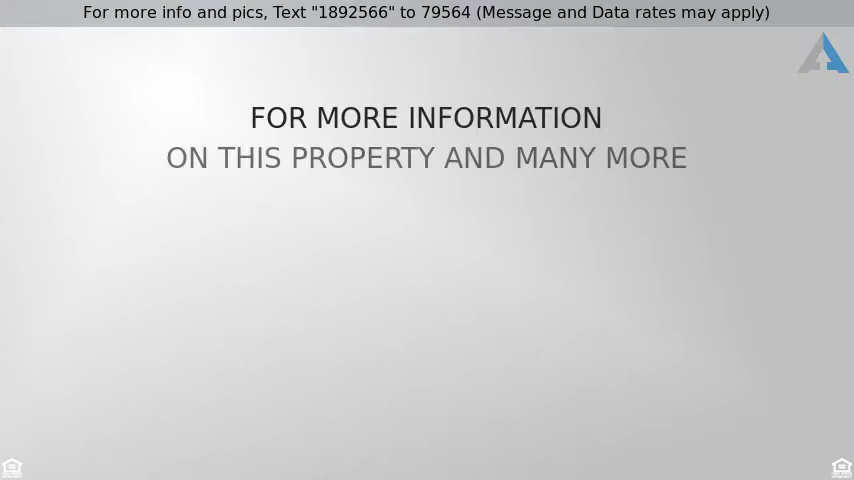 For more info and pics, Text "1892566" to 79564 (Message and Data rates may apply)
FOR MORE INFORMATION
ON THIS PROPERTY AND MANY MORE